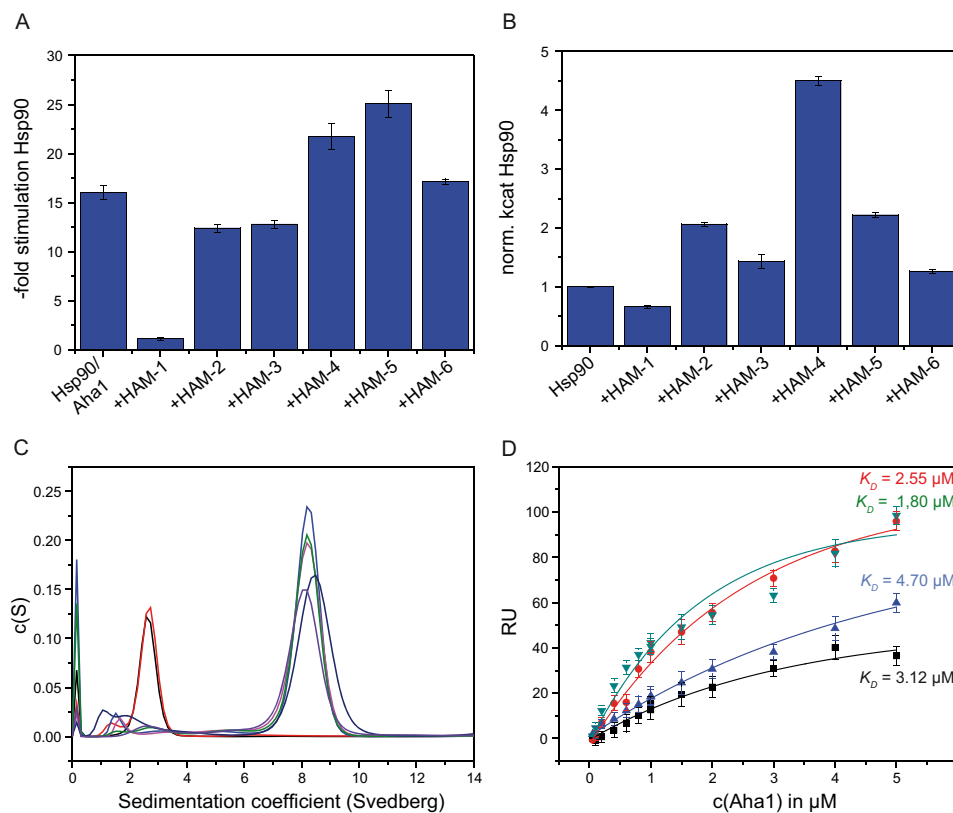 A
-fold stimulation Hsp90
30
25
20
15
10
5
0
Hsp90/
Aha1
+HAM-1
+HAM-2
+HAM-3
+HAM-4
+HAM-5
+HAM-6
B
norm. kcat Hsp90
5
4
3
2
1
0
Hsp90
+HAM-1
+HAM-2
+HAM-3
+HAM-4
+HAM-5
+HAM-6
C
c(S)
0.25
0.20
0.15
0.10
0.05
0.00
0 2 4 6 8 10 12 14
Sedimentation coefficient (Svedberg)
D
RU
120
100
80
60
40
20
0
K_D = 2.55 µM
K_D = 1,80 µM
K_D = 4.70 µM
K_D = 3.12 µM
0 1 2 3 4 5
c(Aha1) in µM